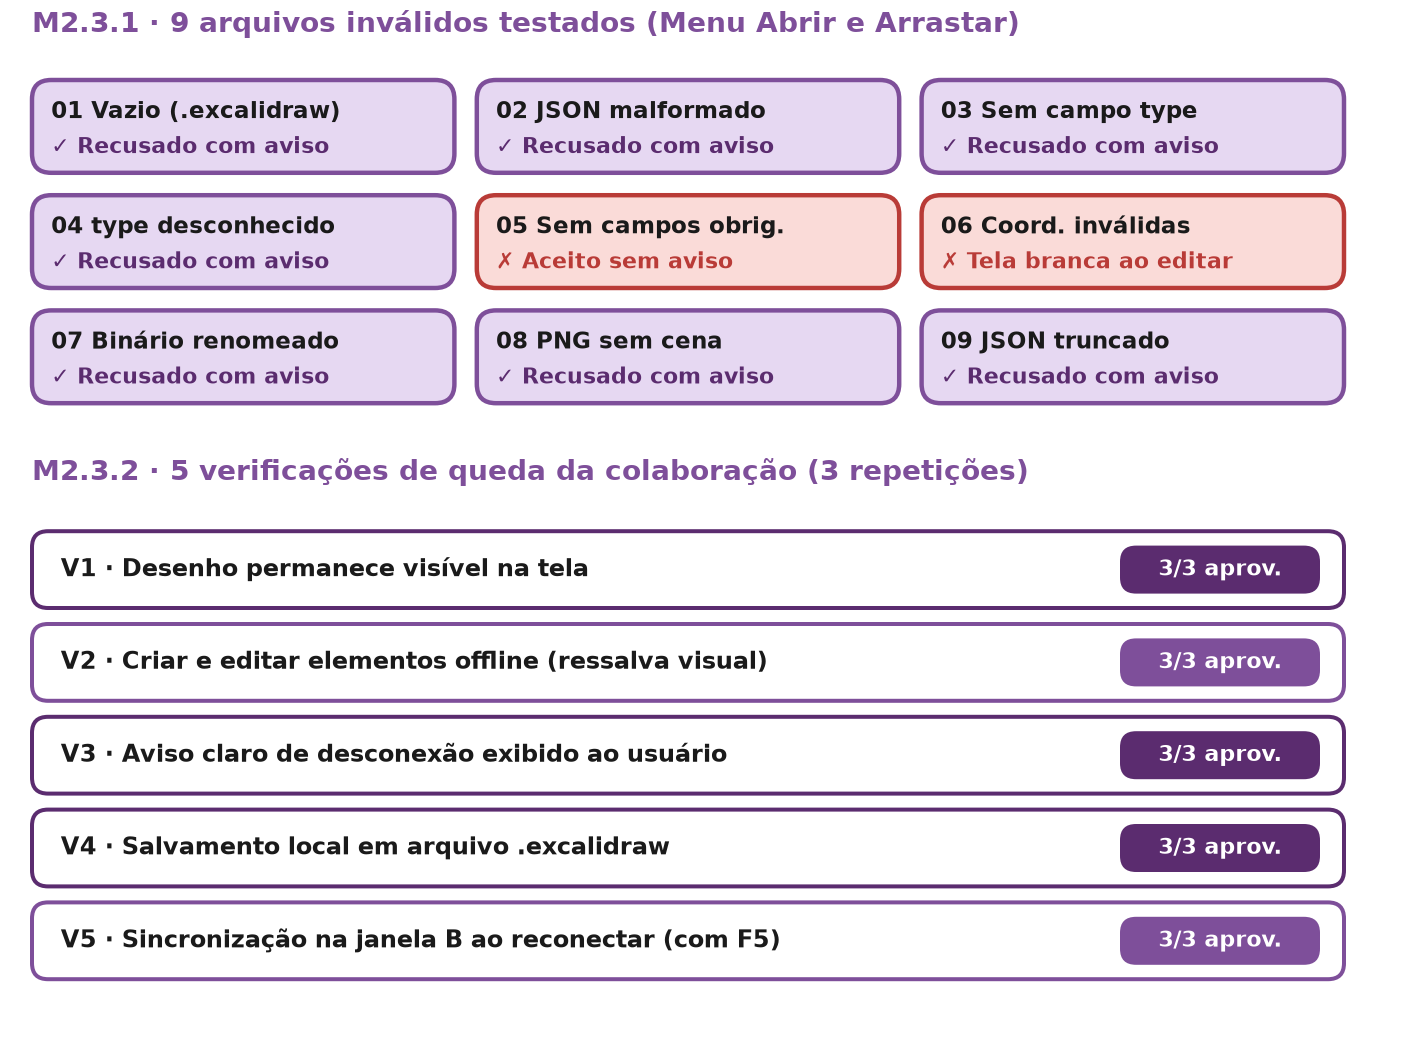 M2.3.1 · 9 arquivos inválidos testados (Menu Abrir e Arrastar)
01 Vazio (.excalidraw)
✓ Recusado com aviso
02 JSON malformado
✓ Recusado com aviso
03 Sem campo type
✓ Recusado com aviso
04 type desconhecido
✓ Recusado com aviso
05 Sem campos obrig.
✗ Aceito sem aviso
06 Coord. inválidas
✗ Tela branca ao editar
07 Binário renomeado
✓ Recusado com aviso
08 PNG sem cena
✓ Recusado com aviso
09 JSON truncado
✓ Recusado com aviso
M2.3.2 · 5 verificações de queda da colaboração (3 repetições)
V1 · Desenho permanece visível na tela
3/3 aprov.
V2 · Criar e editar elementos offline (ressalva visual)
3/3 aprov.
V3 · Aviso claro de desconexão exibido ao usuário
3/3 aprov.
V4 · Salvamento local em arquivo .excalidraw
3/3 aprov.
V5 · Sincronização na janela B ao reconectar (com F5)
3/3 aprov.